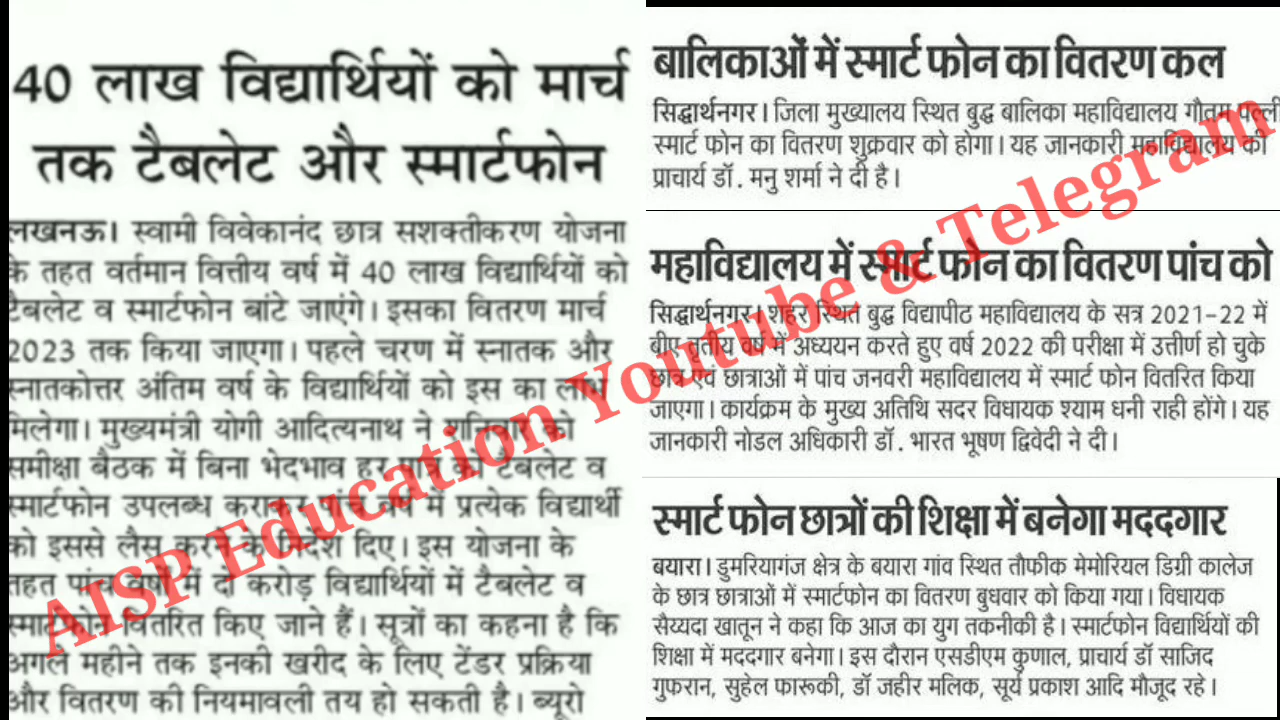 40 लाख विद्यार्थियों को मार्च
तक टैबलेट और स्मार्टफोन
लखनऊ। स्वामी विवेकानंद छात्र सशक्तीकरण योजना
के तहत वर्तमान वित्तीय वर्ष में 40 लाख विद्यार्थियों को
टैबलेट व स्मार्टफोन बांटे जाएंगे। इसका वितरण मार्च
2023 तक किया जाएगा। पहले चरण में स्नातक और
स्नातकोत्तर अंतिम वर्ष के विद्यार्थियों को इस का लाभ
मिलेगा। मुख्यमंत्री योगी आदित्यनाथ ने शनिवार को
समीक्षा बैठक में बिना भेदभाव हर पात्र को टैबलेट व
स्मार्टफोन उपलब्ध कराकर पांच वर्ष में प्रत्येक विद्यार्थी
को इससे लैस करने के निर्देश दिए। इस योजना के
तहत पांच वर्षों में दो करोड़ विद्यार्थियों में टैबलेट व
स्मार्टफोन वितरित किए जाने हैं। सूत्रों का कहना है कि
अगले महीने तक इनकी खरीद के लिए टेंडर प्रक्रिया
और वितरण की नियमावली तय हो सकती है। ब्यूरो
बालिकाओं में स्मार्ट फोन का वितरण कल
सिद्धार्थनगर। जिला मुख्यालय स्थित बुद्ध बालिका महाविद्यालय गौतम पल्ली
स्मार्ट फोन का वितरण शुक्रवार को होगा। यह जानकारी महाविद्यालय की
प्राचार्य डॉ. मनु शर्मा ने दी है।
महाविद्यालय में स्मार्ट फोन का वितरण पांच को
सिद्धार्थनगर। शहर स्थित बुद्ध विद्यापीठ महाविद्यालय के सत्र 2021-22 में
बीए तृतीय वर्ष में अध्ययन करते हुए वर्ष 2022 की परीक्षा में उत्तीर्ण हो चुके
छात्र एवं छात्राओं में पांच जनवरी महाविद्यालय में स्मार्ट फोन वितरित किया
जाएगा। कार्यक्रम के मुख्य अतिथि सदर विधायक श्याम धनी राही होंगे। यह
जानकारी नोडल अधिकारी डॉ. भारत भूषण द्विवेदी ने दी।
स्मार्ट फोन छात्रों की शिक्षा में बनेगा मददगार
बयारा। डुमरियागंज क्षेत्र के बयारा गांव स्थित तौफीक मेमोरियल डिग्री कालेज
के छात्र छात्राओं में स्मार्टफोन का वितरण बुधवार को किया गया। विधायक
सैय्यदा खातून ने कहा कि आज का युग तकनीकी है। स्मार्टफोन विद्यार्थियों की
शिक्षा में मददगार बनेगा। इस दौरान एसडीएम कुणाल, प्राचार्य डॉ साजिद
गुफरान, सुहेल फारूकी, डॉ जहीर मलिक, सूर्य प्रकाश आदि मौजूद रहे।
AISP Education Youtube & Telegram